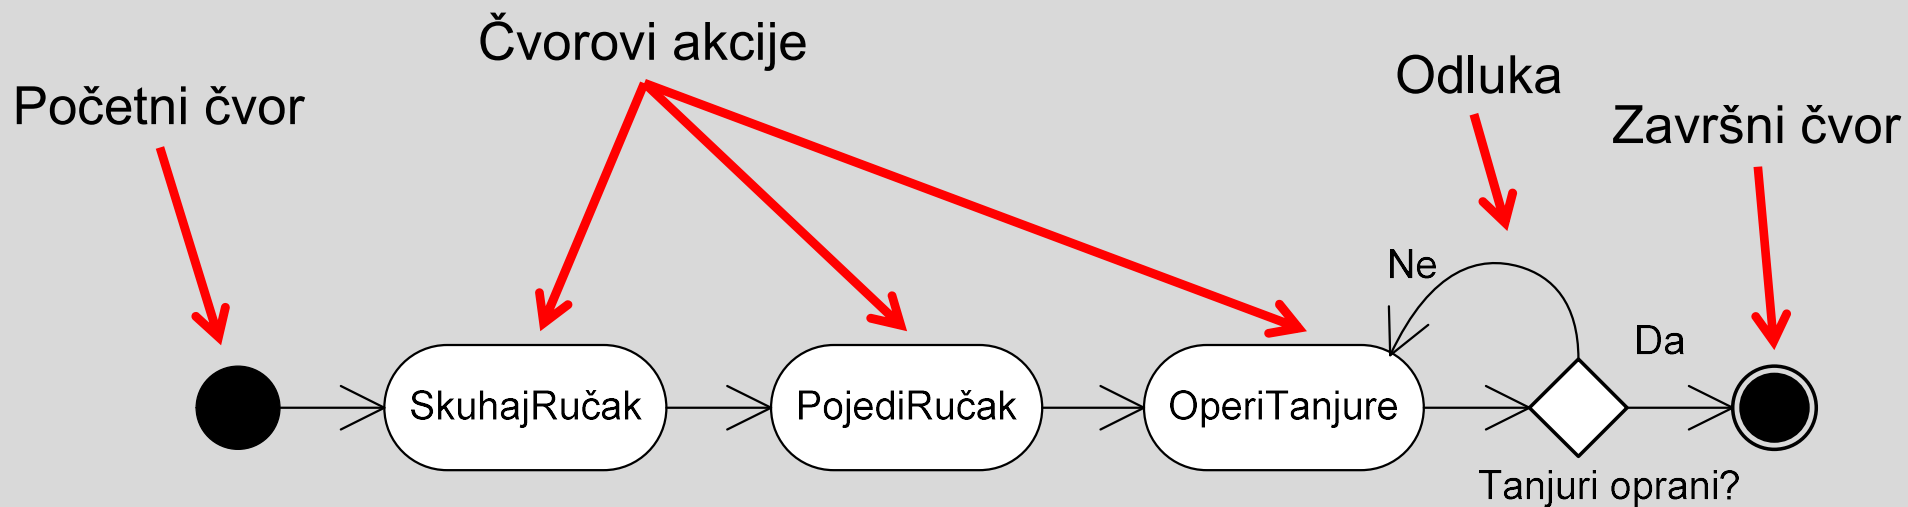 Čvorovi akcije
Odluka
Početni čvor
Završni čvor
Ne
Da
SkuhajRučak
PojediRučak
OperiTanjure
Tanjuri oprani?